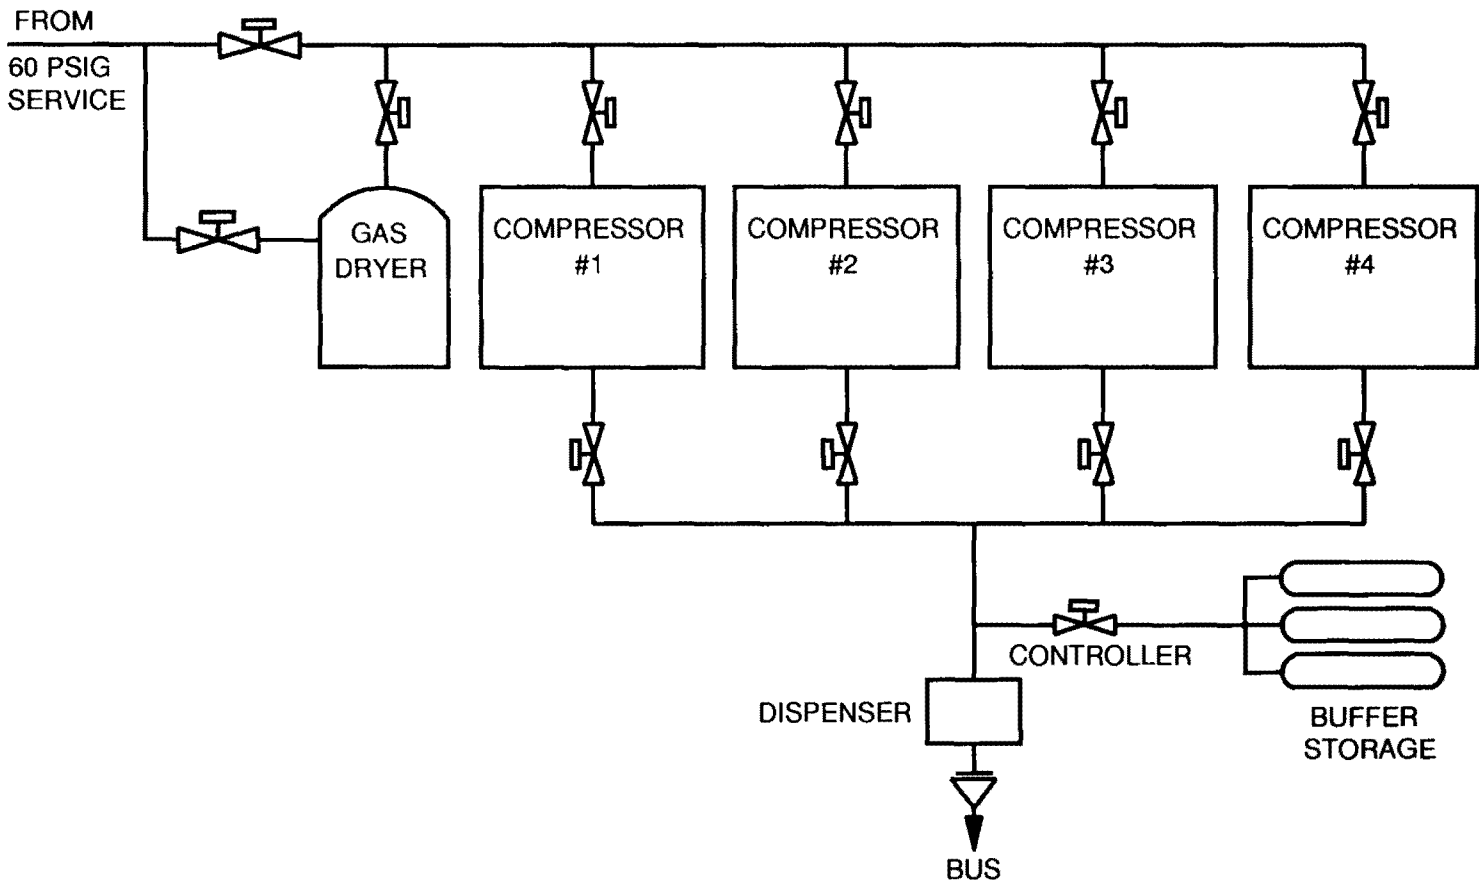 FROM
60 PSIG
SERVICE
GAS
DRYER
COMPRESSOR
#1
COMPRESSOR
#2
COMPRESSOR
#3
COMPRESSOR
#4
CONTROLLER
DISPENSER
BUFFER
STORAGE
BUS